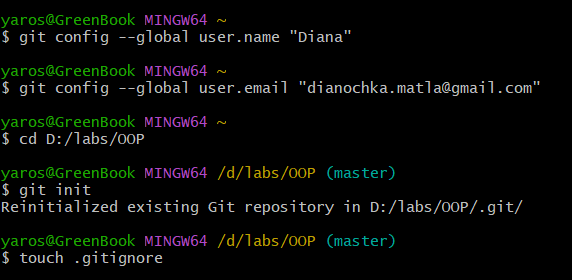 yaros@GreenBook MINGW64 ~
$ git config --global user.name "Diana"
yaros@GreenBook MINGW64 ~
$ git config --global user.email "dianochka.matla@gmail.com"
yaros@GreenBook MINGW64 ~
$ cd D:/labs/OOP
yaros@GreenBook MINGW64 /d/labs/OOP (master)
$ git init
Reinitialized existing Git repository in D:/labs/OOP/.git/
yaros@GreenBook MINGW64 /d/labs/OOP (master)
$ touch .gitignore